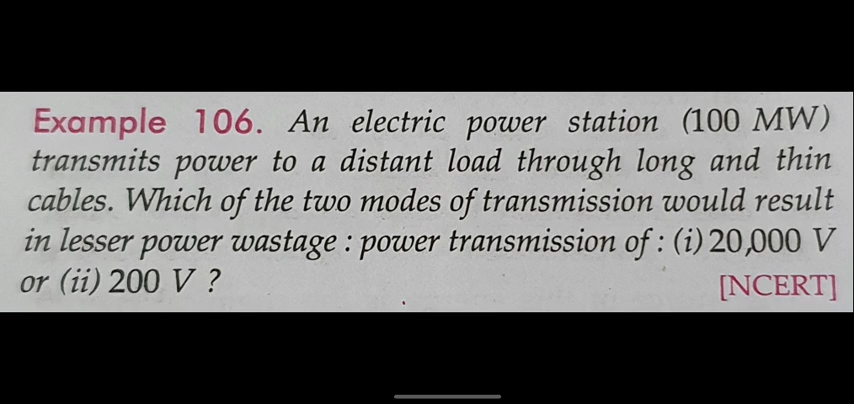 Example 106. An electric power station (100 MW)
transmits power to a distant load through long and thin
cables. Which of the two modes of transmission would result
in lesser power wastage : power transmission of : (i) 20,000 V
or (ii) 200 V ? [NCERT]